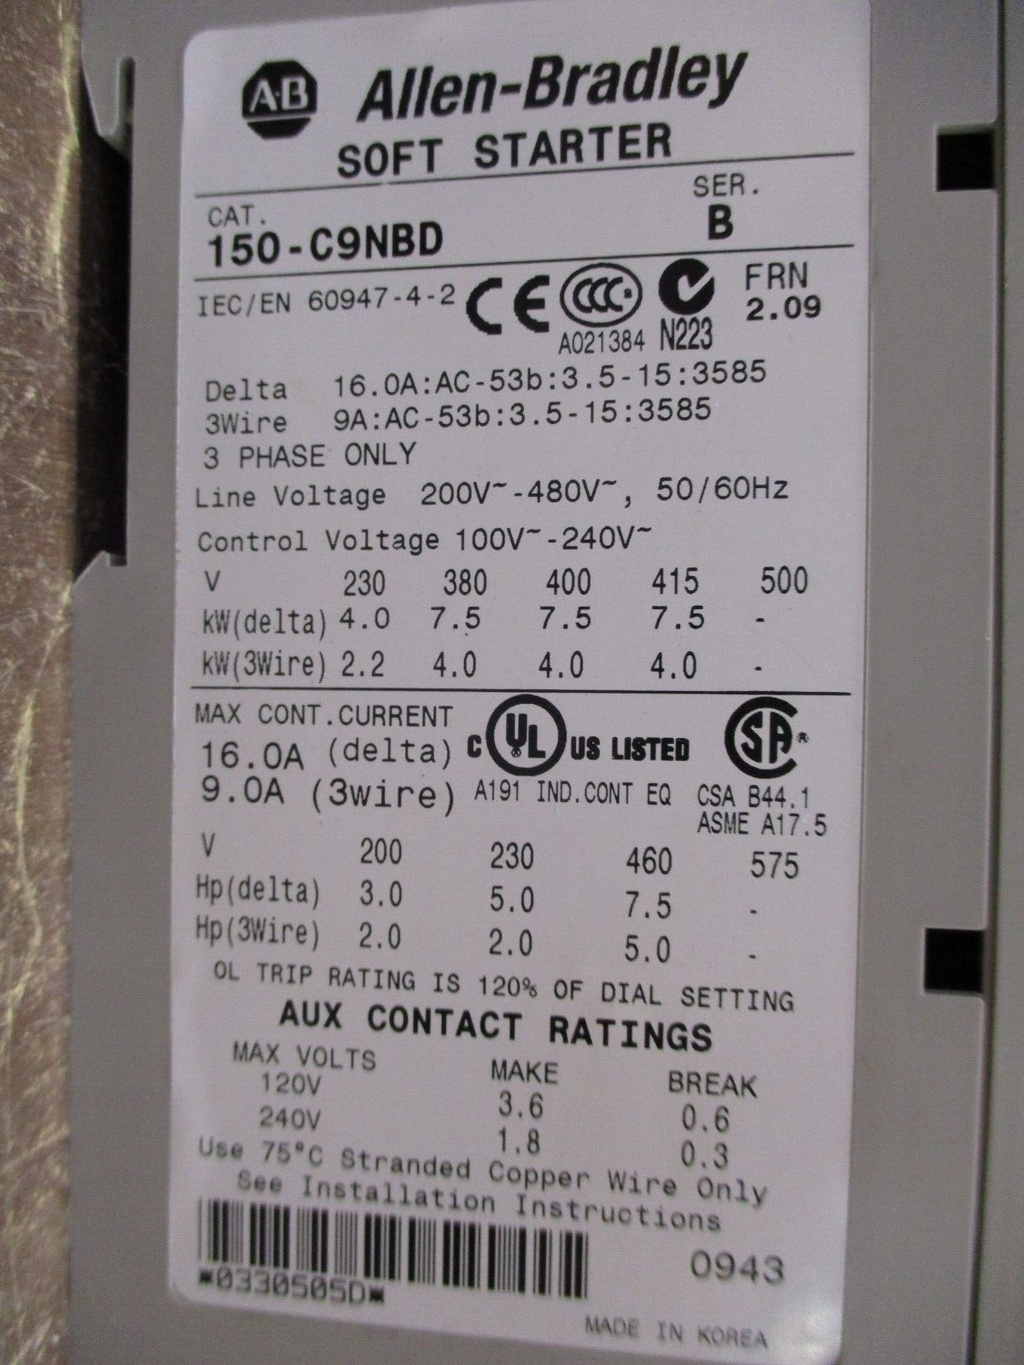 A·B Allen-Bradley
SOFT STARTER
CAT. SER.
150-C9NBD B
IEC/EN 60947-4-2 CE CCC FRN
2.09
A021384 N223
Delta 16.0A:AC-53b:3.5-15:3585
3Wire 9A:AC-53b:3.5-15:3585
3 PHASE ONLY
Line Voltage 200V~-480V~, 50/60Hz
Control Voltage 100V~-240V~
V 230 380 400 415 500
kW(delta) 4.0 7.5 7.5 7.5 -
kW(3Wire) 2.2 4.0 4.0 4.0 -
MAX CONT.CURRENT
16.0A (delta) C UL® US LISTED SA®
9.0A (3wire) A191 IND.CONT EQ CSA B44.1
ASME A17.5
V 200 230 460 575
Hp(delta) 3.0 5.0 7.5 -
Hp(3Wire) 2.0 2.0 5.0 -
OL TRIP RATING IS 120% OF DIAL SETTING
AUX CONTACT RATINGS
MAX VOLTS MAKE BREAK
120V 3.6 0.6
240V 1.8 0.3
Use 75°C Stranded Copper Wire Only
See Installation Instructions
0943
*0330505D*
MADE IN KOREA